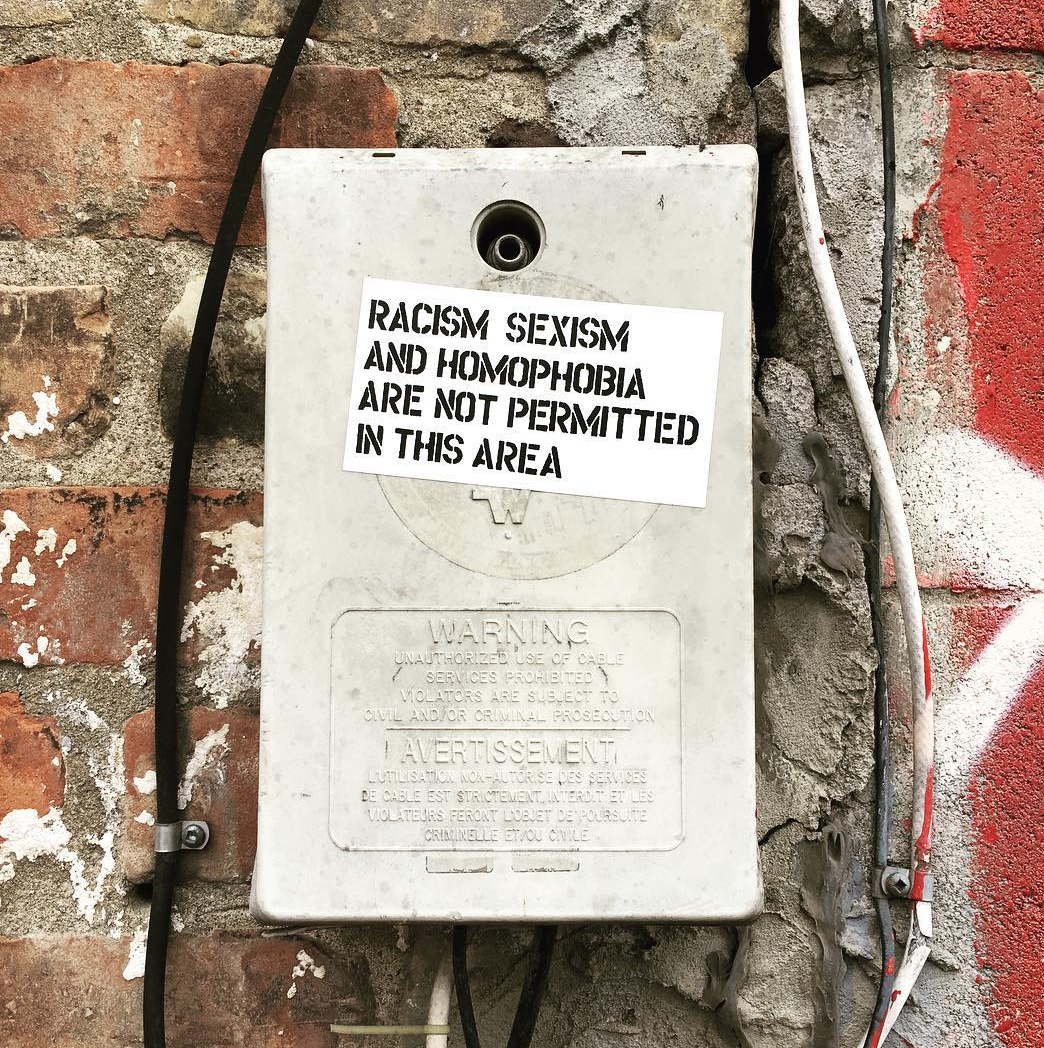 RACISM SEXISM
AND HOMOPHOBIA
ARE NOT PERMITTED
IN THIS AREA
W
WARNING
UNAUTHORIZED USE OF CABLE
SERVICES PROHIBITED
VIOLATORS ARE SUBJECT TO
CIVIL AND/OR CRIMINAL PROSECUTION
AVERTISSEMENT
L'UTILISATION NON-AUTORISE DES SERVICES
DE CABLE EST STRICTEMENT INTERDIT ET LES
VIOLATEURS FERONT L'OBJET DE POURSUITE
CRIMINELLE ET/OU CIVILE